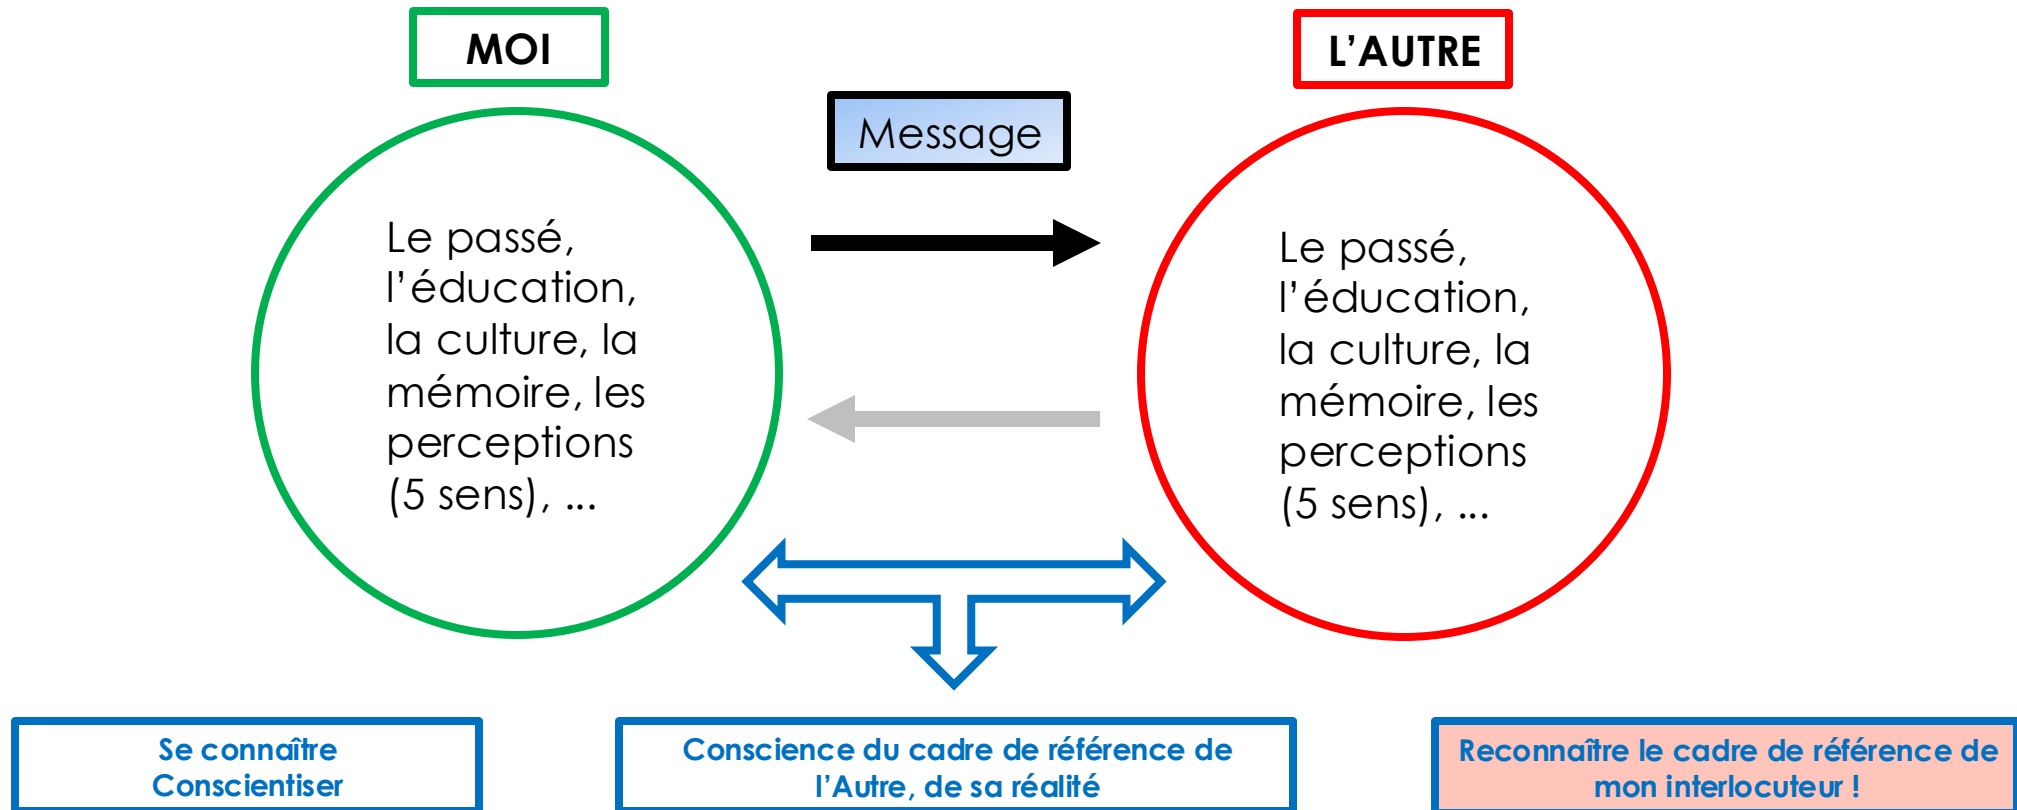 MOI
L'AUTRE
Message
Le passé,
l'éducation,
la culture, la
mémoire, les
perceptions
(5 sens), ...
Le passé,
l'éducation,
la culture, la
mémoire, les
perceptions
(5 sens), ...
Se connaître
Conscientiser
Conscience du cadre de référence de
l'Autre, de sa réalité
Reconnaître le cadre de référence de
mon interlocuteur !